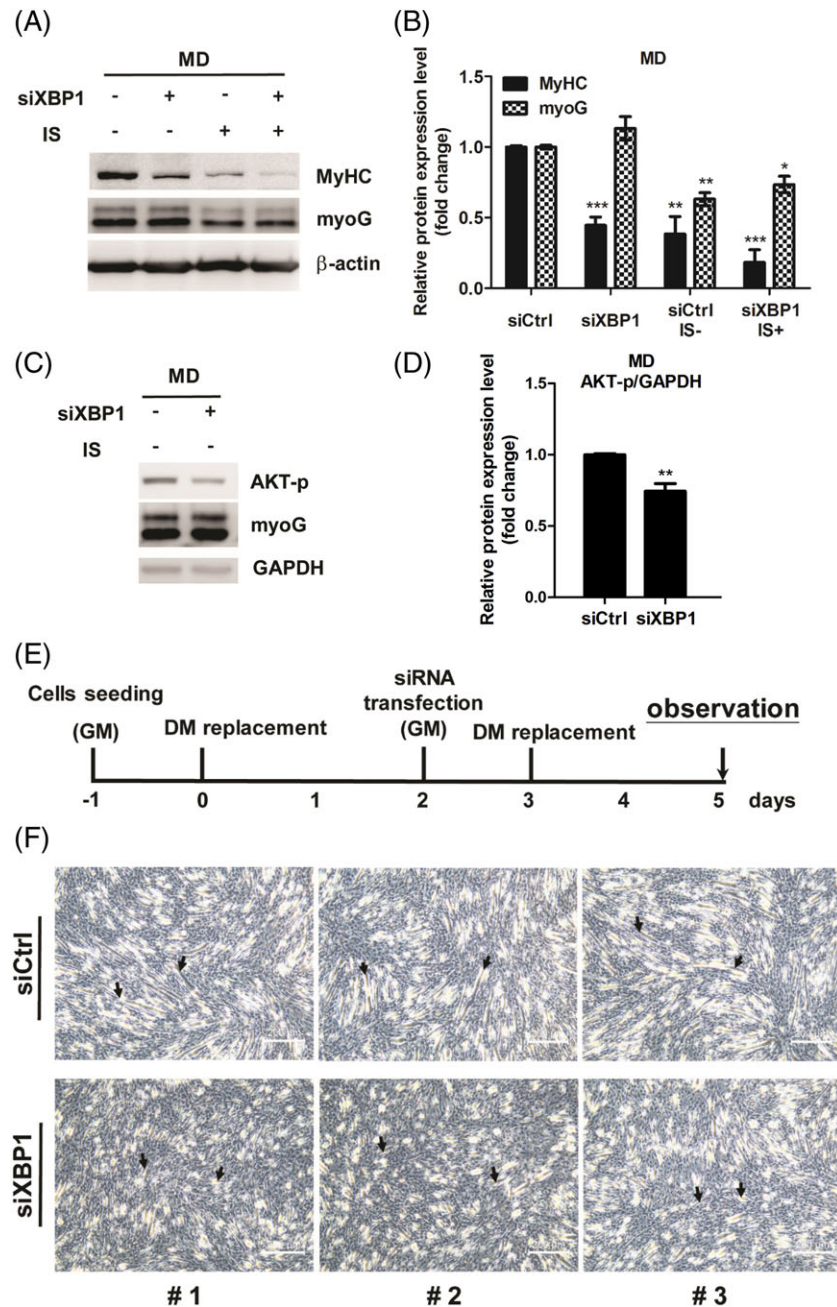 (A)
MD
siXBP1 - + - +
IS - - + +
MyHC
myoG
β-actin
(B)
MD
MyHC
myoG
Relative protein expression level
(fold change)
1.5
1.0
0.5
0.0
***
**
**
***
*
siCtrl
siXBP1
siCtrl
IS-
siXBP1
IS+
(C)
MD
siXBP1 - +
IS - -
AKT-p
myoG
GAPDH
(D)
MD
AKT-p/GAPDH
Relative protein expression level
(fold change)
1.5
1.0
0.5
0.0
**
siCtrl siXBP1
(E)
Cells seeding
(GM)
DM replacement
siRNA
transfection
(GM)
DM replacement
observation
-1 0 1 2 3 4 5 days
(F)
siCtrl
siXBP1
# 1 # 2 # 3